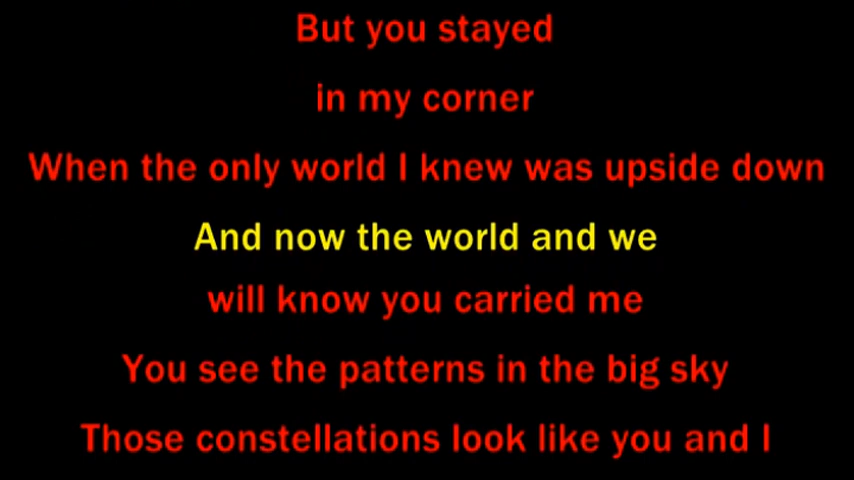 But you stayed
in my corner
When the only world I knew was upside down
And now the world and we
will know you carried me
You see the patterns in the big sky
Those constellations look like you and I